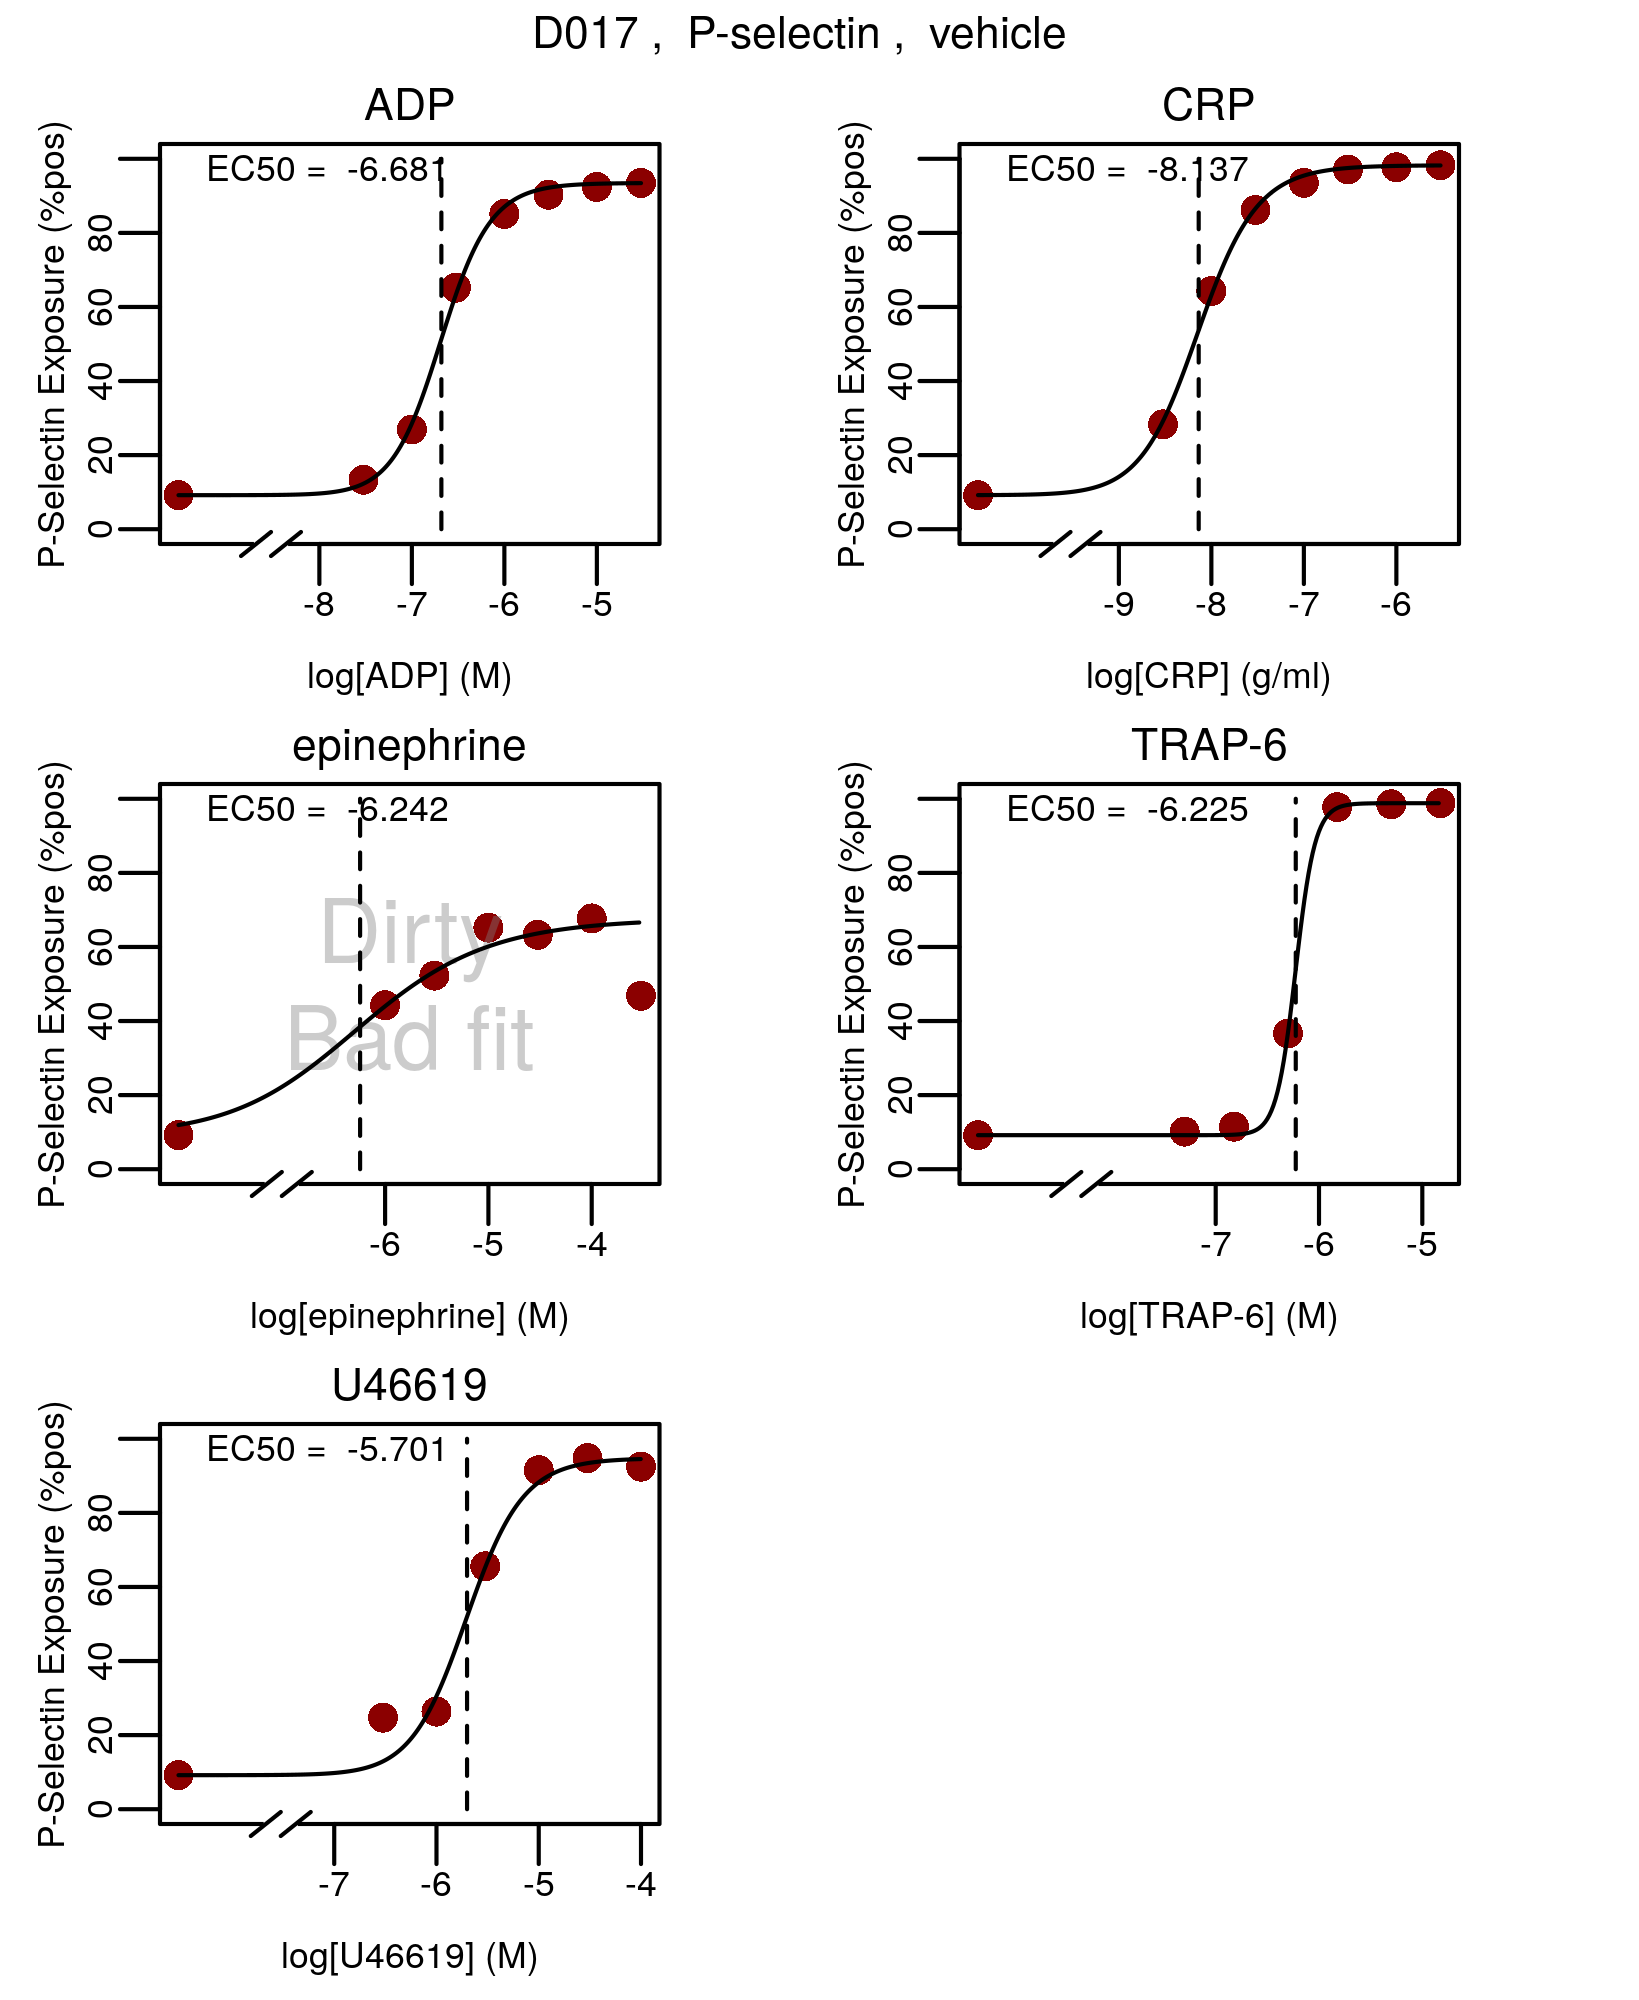 D017 , P-selectin , vehicle
ADP
EC50 = -6.681
P-Selectin Exposure (%pos)
0 20 40 60 80
-8 -7 -6 -5
log[ADP] (M)
CRP
EC50 = -8.137
P-Selectin Exposure (%pos)
0 20 40 60 80
-9 -8 -7 -6
log[CRP] (g/ml)
epinephrine
EC50 = -6.242
Dirty
Bad fit
P-Selectin Exposure (%pos)
0 20 40 60 80
-6 -5 -4
log[epinephrine] (M)
TRAP-6
EC50 = -6.225
P-Selectin Exposure (%pos)
0 20 40 60 80
-7 -6 -5
log[TRAP-6] (M)
U46619
EC50 = -5.701
P-Selectin Exposure (%pos)
0 20 40 60 80
-7 -6 -5 -4
log[U46619] (M)